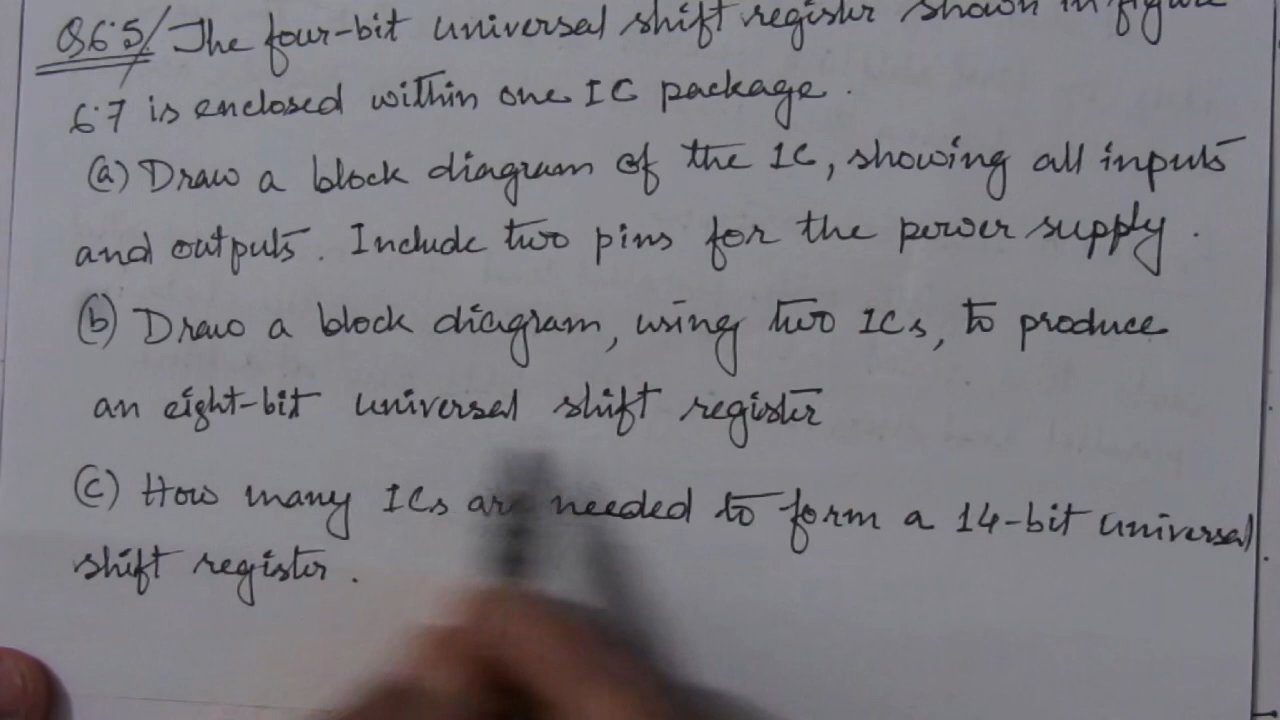 Q6.5/ The four-bit universal shift register shown in figure
6.7 is enclosed within one IC package.
(a) Draw a block diagram of the IC, showing all inputs
and outputs. Include two pins for the power supply.
(b) Draw a block diagram, using two ICs, to produce
an eight-bit universal shift register
(c) How many ICs are needed to form a 14-bit universal
shift register.